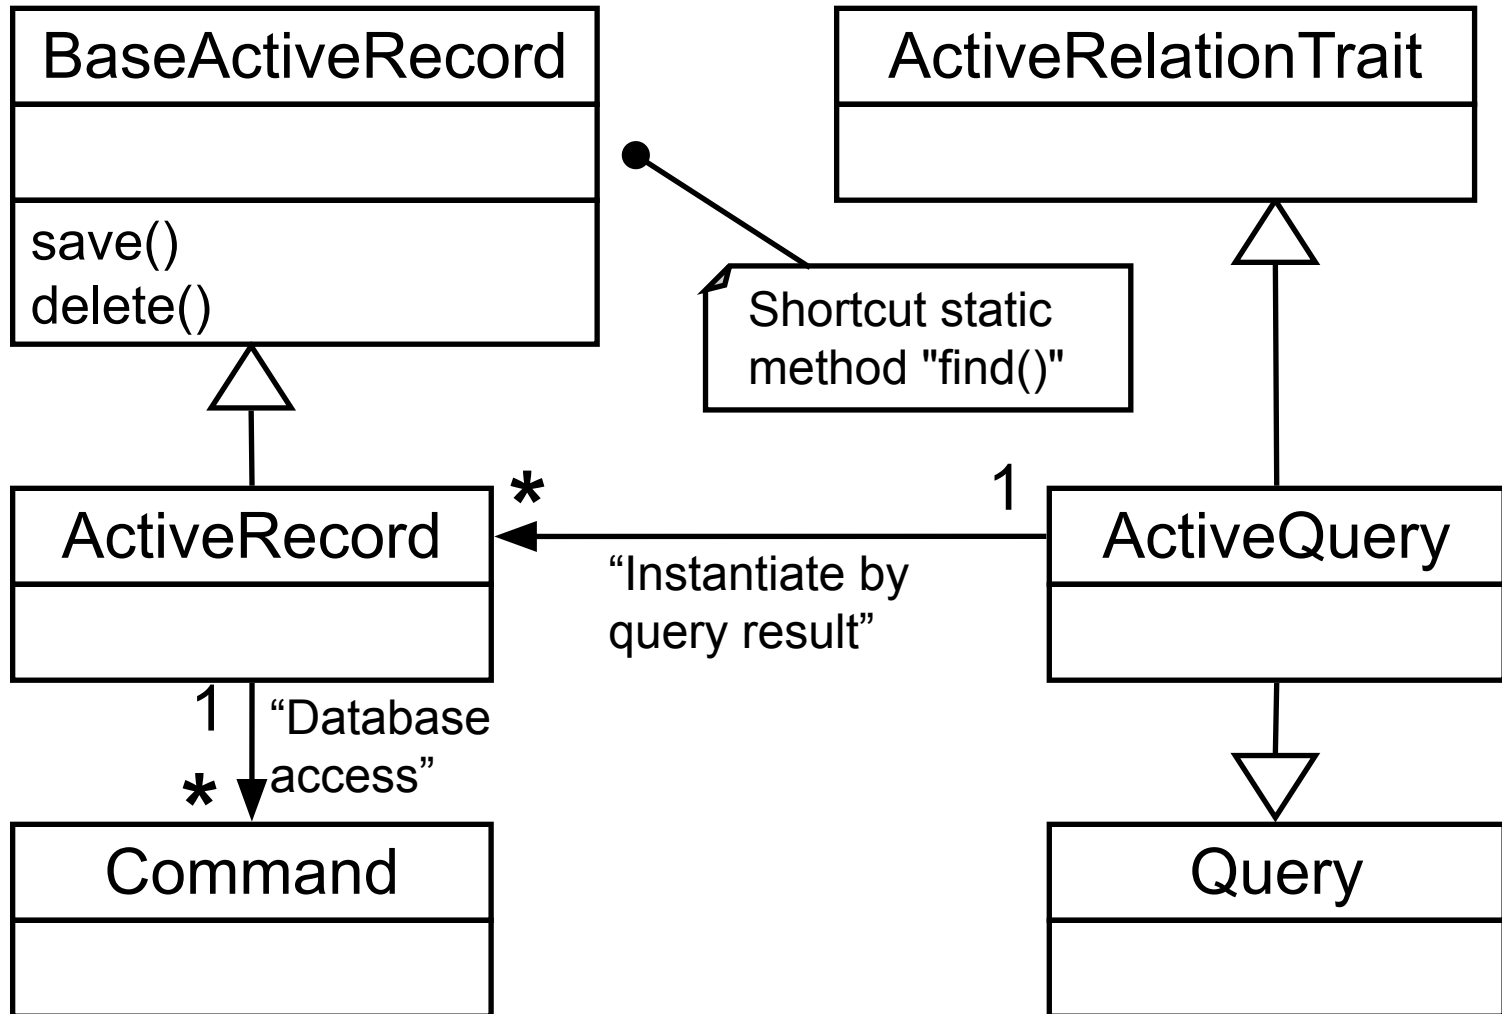 BaseActiveRecord
save()
delete()
ActiveRelationTrait
Shortcut static
method "find()"
ActiveRecord
*
1
“Instantiate by
query result”
ActiveQuery
1
“Database
access”
*
Command
Query